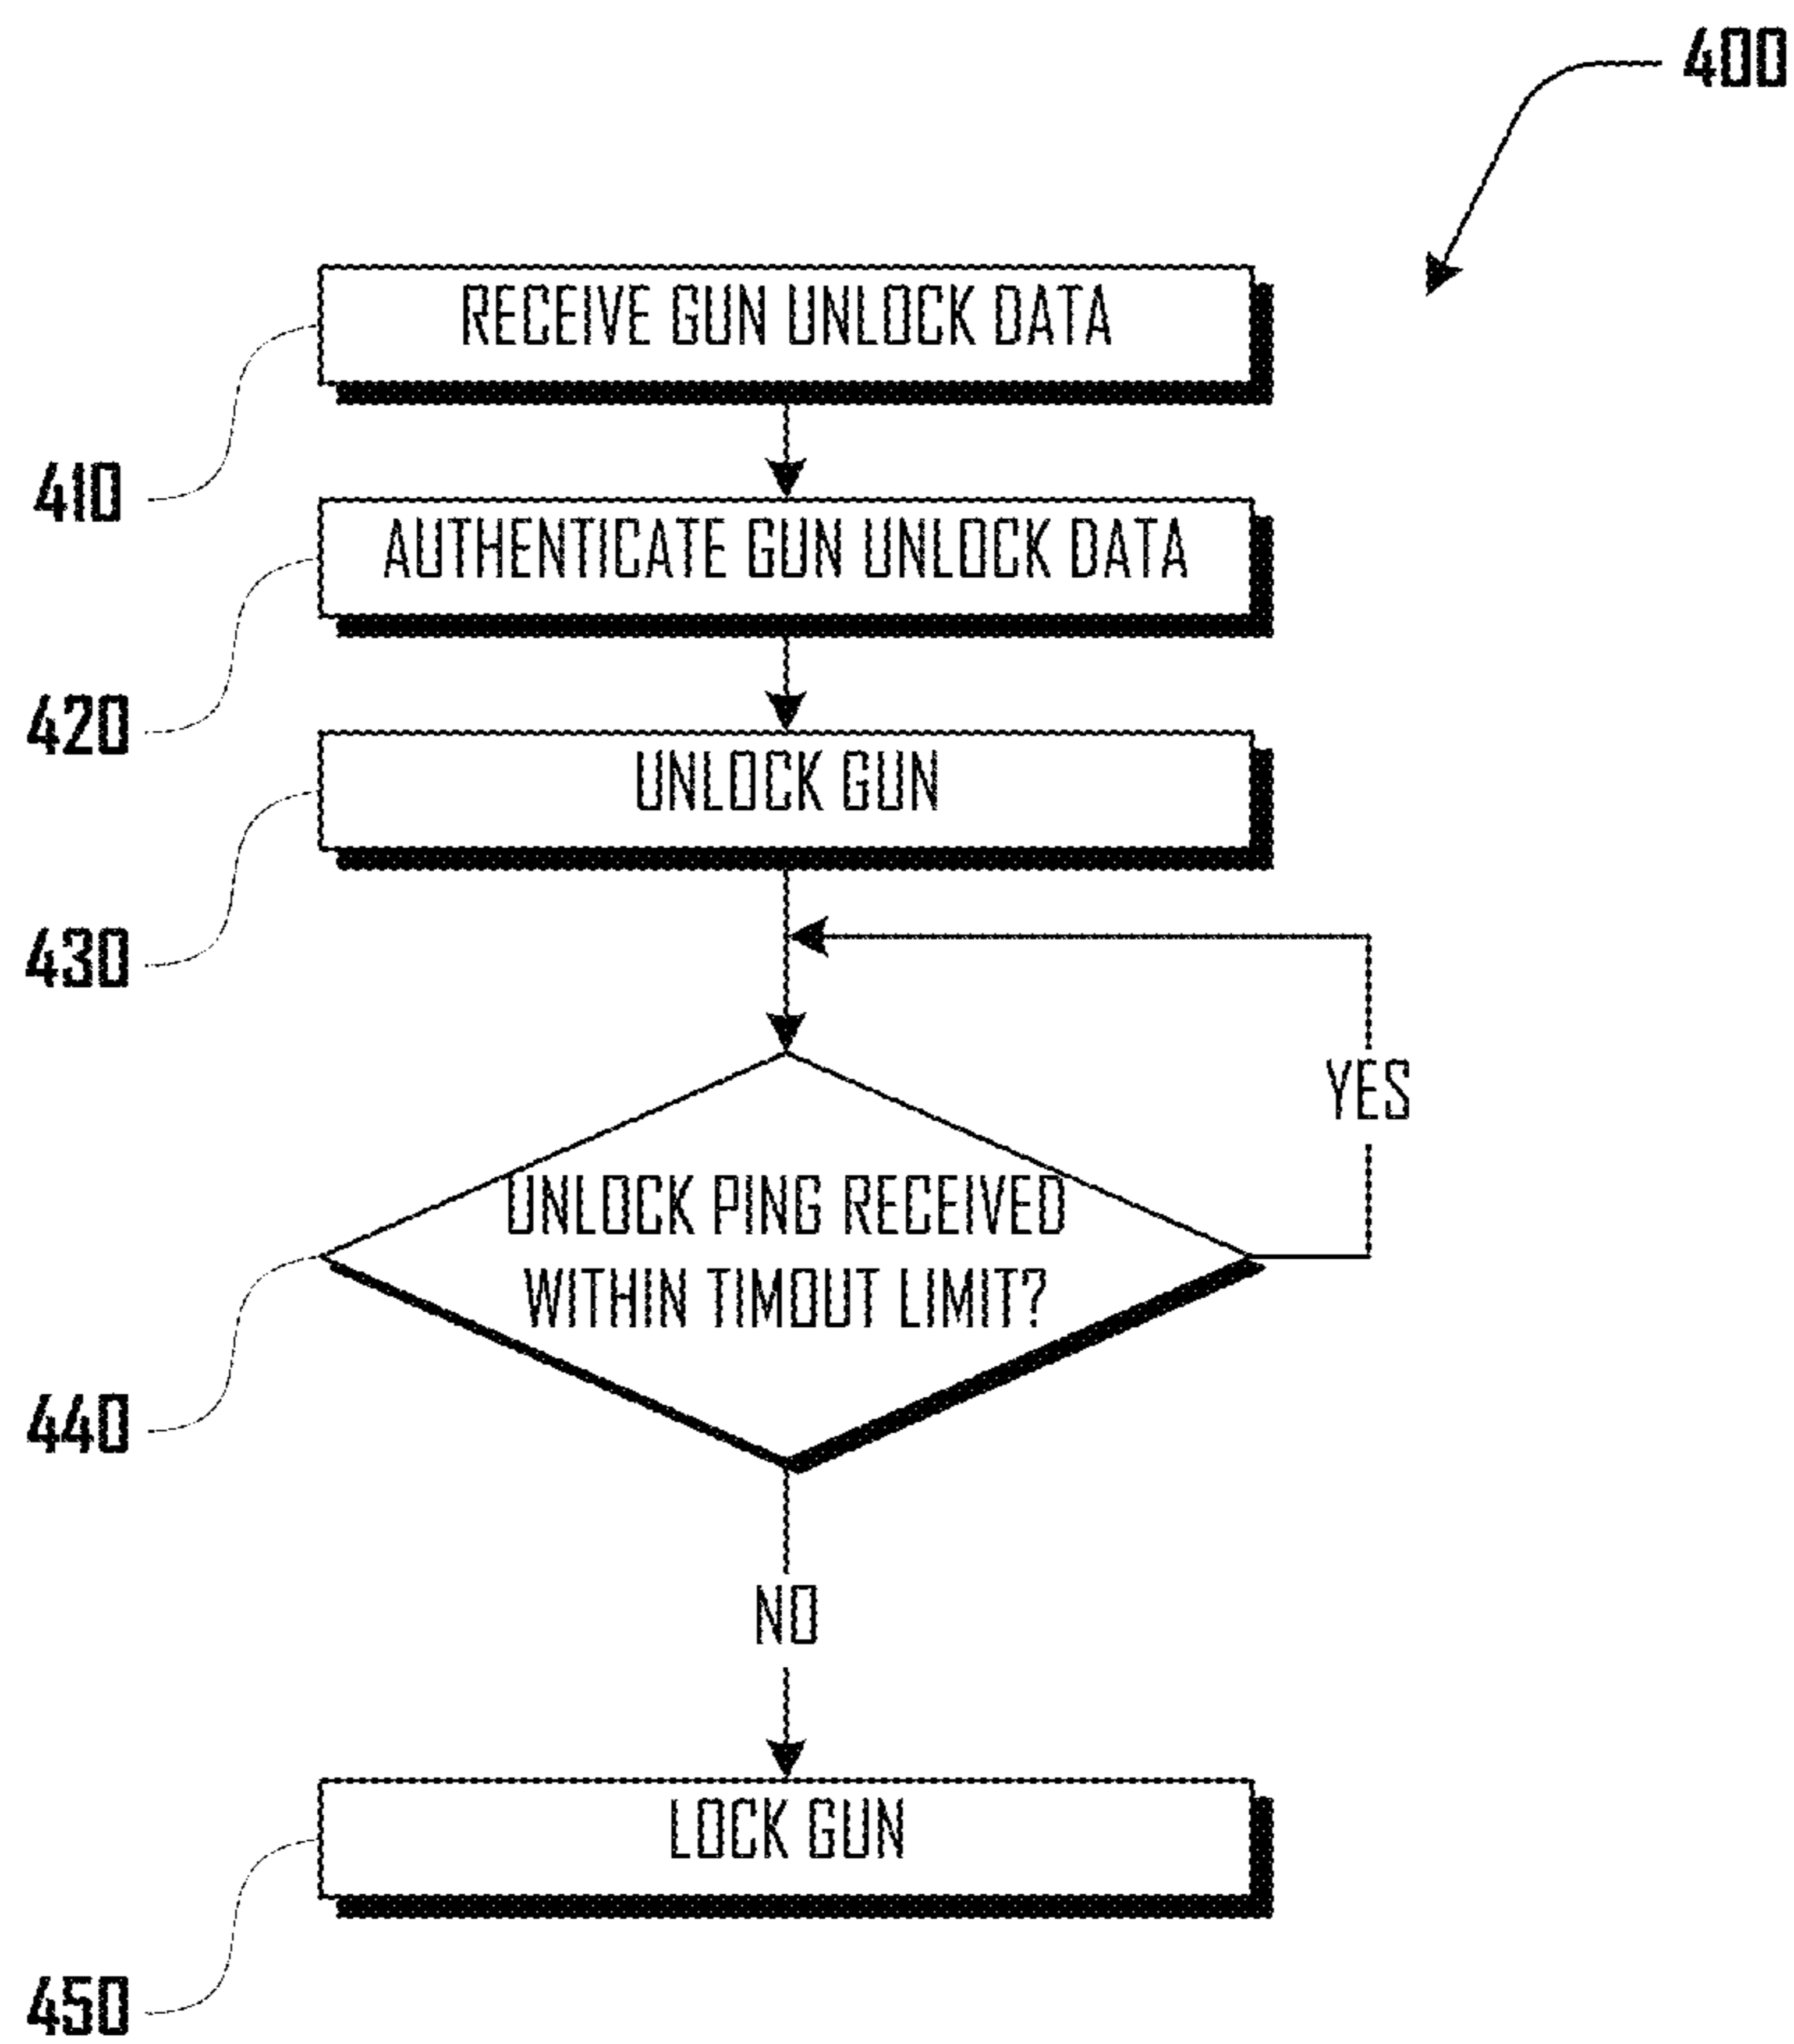 400
RECEIVE GUN UNLOCK DATA
410
AUTHENTICATE GUN UNLOCK DATA
420
UNLOCK GUN
430
YES
UNLOCK PING RECEIVED
WITHIN TIMOUT LIMIT?
440
NO
LOCK GUN
450